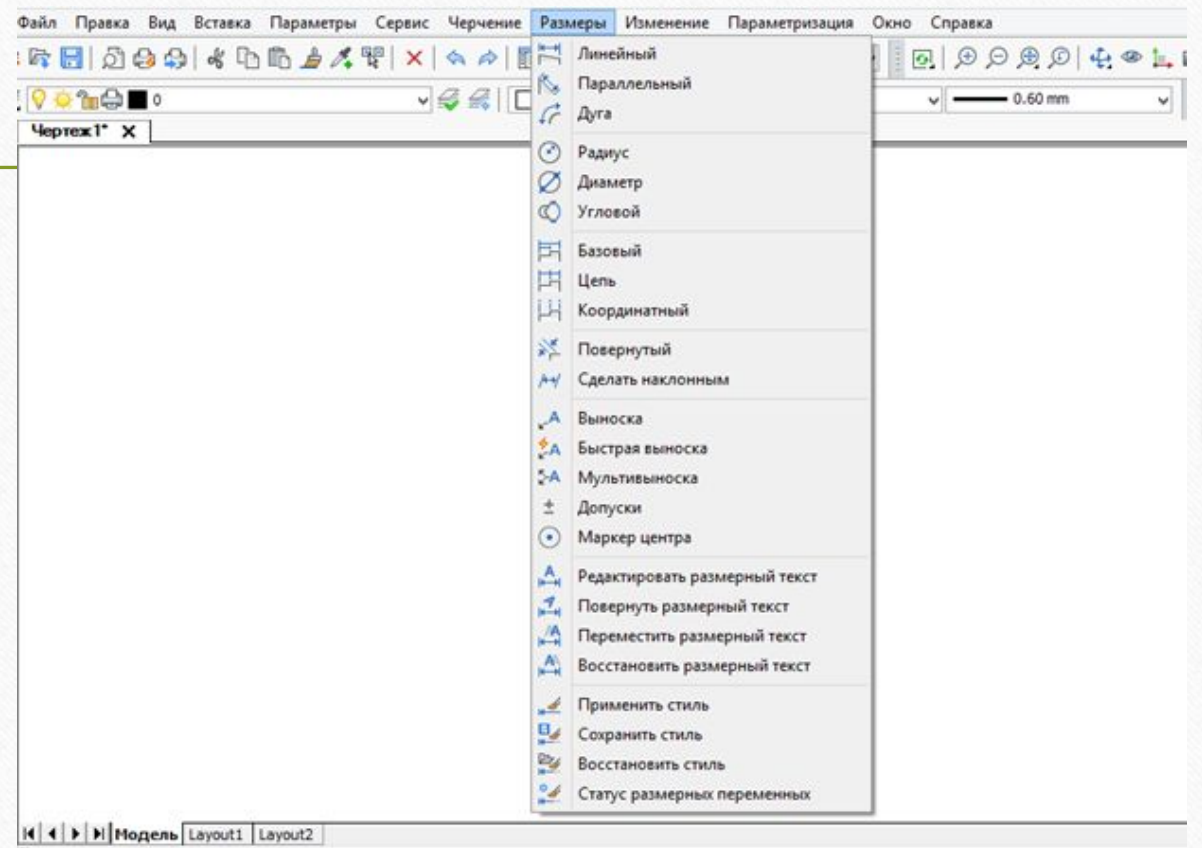 Файл Правка Вид Вставка Параметры Сервис Черчение Размеры Изменение Параметризация Окно Справка
0
0.60 mm
Чертеж1* X
Линейный
Параллельный
Дуга
Радиус
Диаметр
Угловой
Базовый
Цепь
Координатный
Повернутый
Сделать наклонным
Выноска
Быстрая выноска
Мультивыноска
Допуски
Маркер центра
Редактировать размерный текст
Повернуть размерный текст
Переместить размерный текст
Восстановить размерный текст
Применить стиль
Сохранить стиль
Восстановить стиль
Статус размерных переменных
Модель Layout1 Layout2